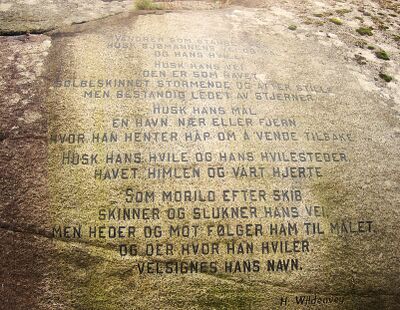 HUSK SJØMANNENS
OG HANS HVILE
HUSK HANS VEI
DEN ER SOM HAVET
SOLBESKINNET STORMENDE OG ATTER STILLE
MEN BESTANDIG LEDET AV STJERNER
HUSK HANS MÅL
EN HAVN NÆR ELLER FJERN
HVOR HAN HENTER HÅP OM Å VENDE TILBAKE
HUSK HANS HVILE OG HANS HVILESTEDER
HAVET, HIMLEN OG VÅRT HJERTE
SOM MORILD EFTER SKIB
SKINNER OG SLUKNER HANS VEI,
MEN HEDER OG MOT FØLGER HAM TIL MÅLET,
OG DER HVOR HAN HVILER,
VELSIGNES HANS NAVN.
H. Wildenvey